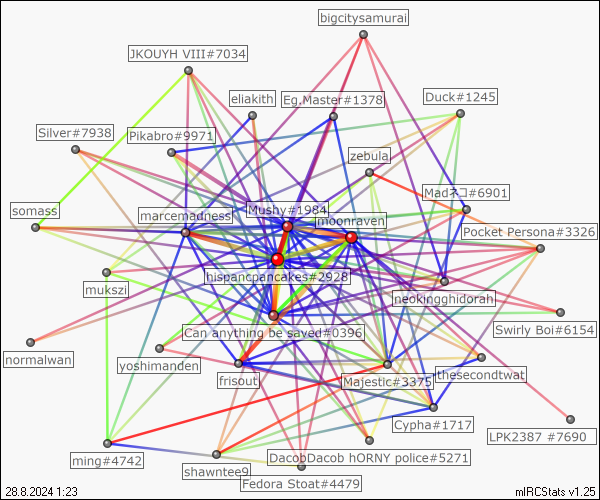 bigcitysamurai
JKOUYH VIII#7034
eliakith
Eg.Master#1378
Duck#1245
Silver#7938
Pikabro#9971
zebula
Madネコ#6901
somass
marcemadness
Mushy#1984
moonraven
Pocket Persona#3326
hispanicpancakes#2928
mukszi
neokingghidorah
Can anything be saved#0396
Swirly Boi#6154
normalwan
yoshimanden
frisout
Majestic#3375
thesecondtwat
Cypha#1717
LPK2387 #7690
ming#4742
shawntee9
DacobDacob hORNY police#5271
Fedora Stoat#4479
28.8.2024 1:23
mIRCStats v1.25